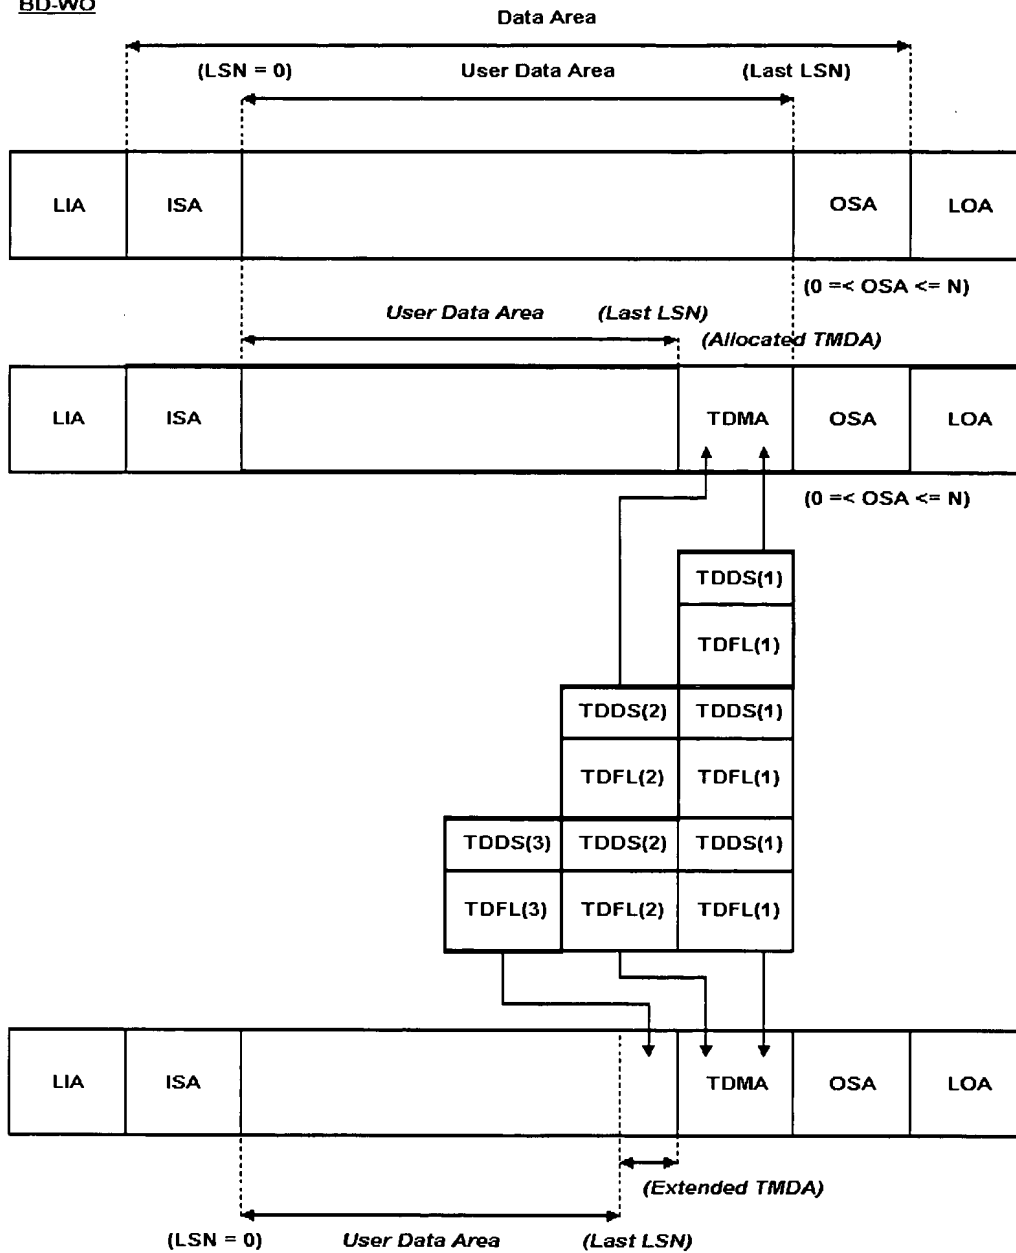 BD-WO
Data Area
(LSN = 0) User Data Area (Last LSN)
LIA ISA OSA LOA
(0 =< OSA <= N)
User Data Area (Last LSN)
(Allocated TMDA)
LIA ISA TDMA OSA LOA
(0 =< OSA <= N)
TDDS(1)
TDFL(1)
TDDS(2) TDDS(1)
TDFL(2) TDFL(1)
TDDS(3) TDDS(2) TDDS(1)
TDFL(3) TDFL(2) TDFL(1)
LIA ISA TDMA OSA LOA
(Extended TMDA)
(LSN = 0) User Data Area (Last LSN)